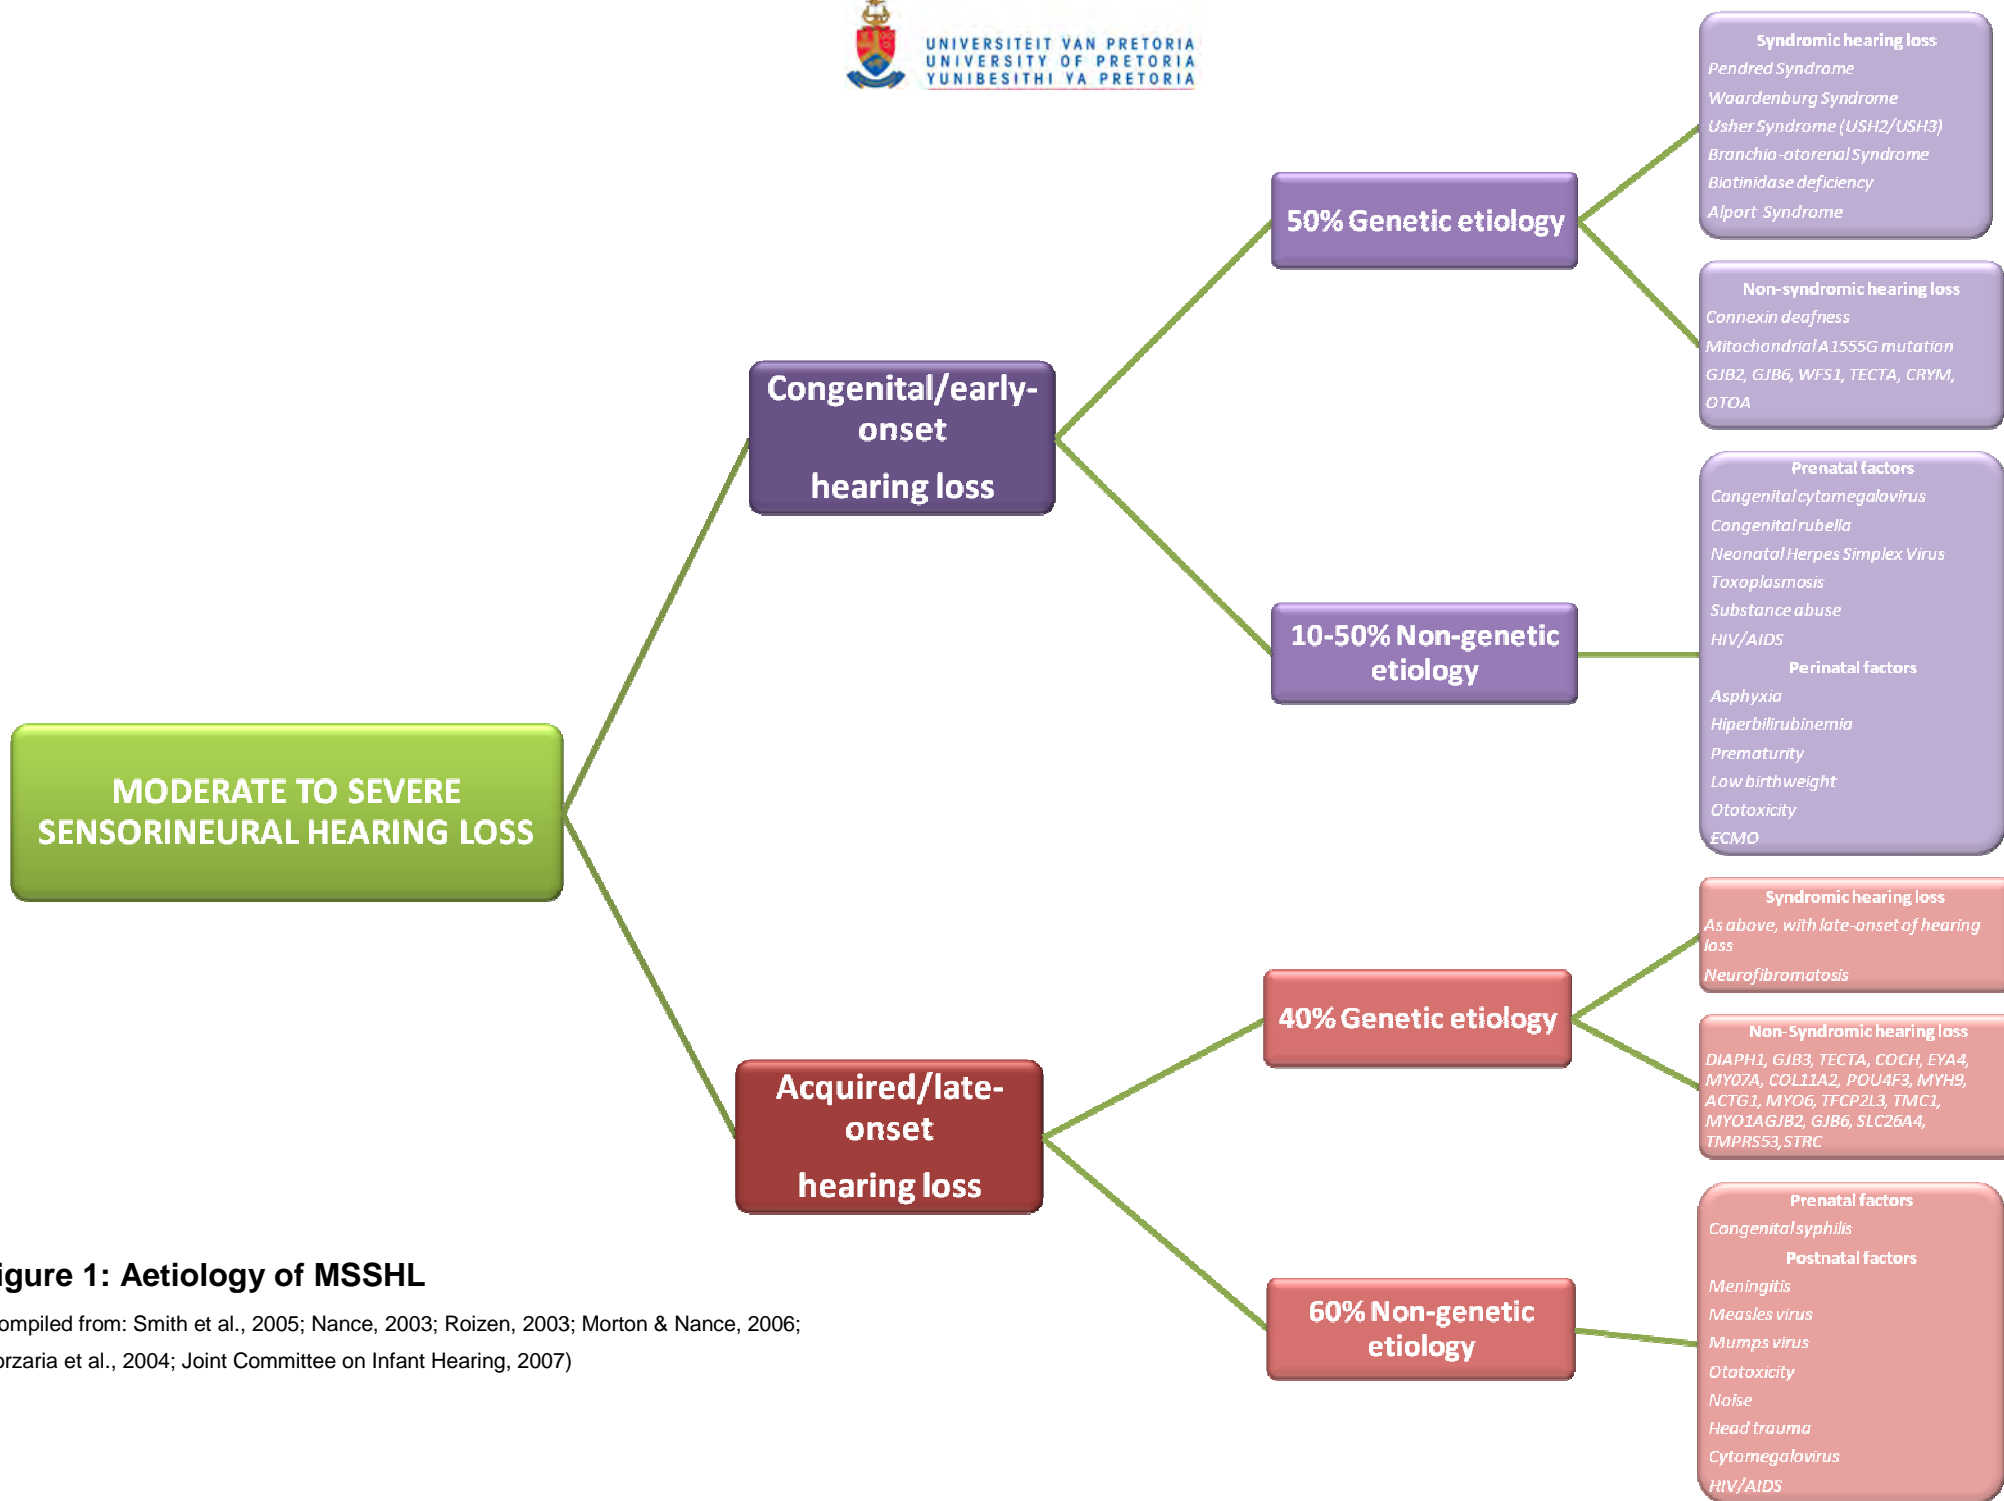 UNIVERSITEIT VAN PRETORIA
UNIVERSITY OF PRETORIA
YUNIBESITHI YA PRETORIA
MODERATE TO SEVERE
SENSORINEURAL HEARING LOSS
Congenital/early-
onset
hearing loss
50% Genetic etiology
Syndromic hearing loss
Pendred Syndrome
Waardenburg Syndrome
Usher Syndrome (USH2/USH3)
Branchio-otorenal Syndrome
Biotinidase deficiency
Alport Syndrome
Non-syndromic hearing loss
Connexin deafness
Mitochondrial A1555G mutation
GJB2, GJB6, WFS1, TECTA, CRYM,
OTOA
10-50% Non-genetic
etiology
Prenatal factors
Congenital cytomegalovirus
Congenital rubella
Neonatal Herpes Simplex Virus
Toxoplasmosis
Substance abuse
HIV/AIDS
Perinatal factors
Asphyxia
Hiperbilirubinemia
Prematurity
Low birthweight
Ototoxicity
ECMO
Acquired/late-
onset
hearing loss
40% Genetic etiology
Syndromic hearing loss
As above, with late-onset of hearing
loss
Neurofibromatosis
Non-Syndromic hearing loss
DIAPH1, GJB3, TECTA, COCH, EYA4,
MY07A, COL11A2, POU4F3, MYH9,
ACTG1, MYO6, TFCP2L3, TMC1,
MYO1AGJB2, GJB6, SLC26A4,
TMPRS53, STRC
60% Non-genetic
etiology
Prenatal factors
Congenital syphilis
Postnatal factors
Meningitis
Measles virus
Mumps virus
Ototoxicity
Noise
Head trauma
Cytomegalovirus
HIV/AIDS
igure 1: Aetiology of MSSHL
ompiled from: Smith et al., 2005; Nance, 2003; Roizen, 2003; Morton & Nance, 2006;
orzaria et al., 2004; Joint Committee on Infant Hearing, 2007)